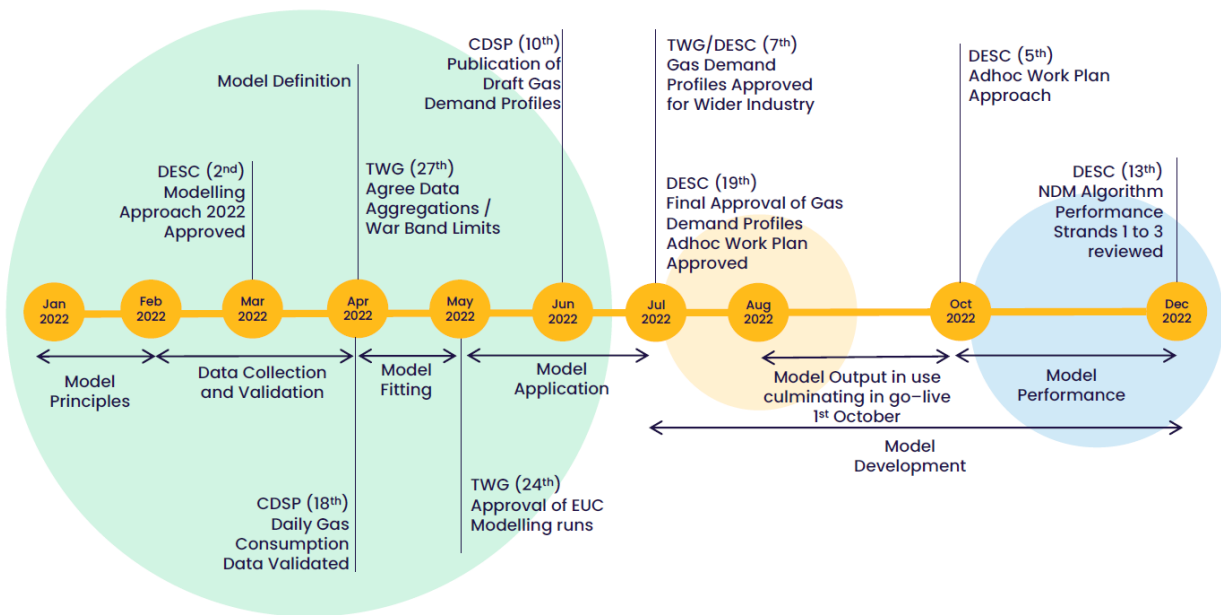 CDSP (10th)
Publication of
Draft Gas
Demand Profiles
TWG/DESC (7th)
Gas Demand
Profiles Approved
for Wider Industry
DESC (5th)
Adhoc Work Plan
Approach
Model Definition
DESC (2nd)
Modelling
Approach 2022
Approved
TWG (27th)
Agree Data
Aggregations /
War Band Limits
DESC (19th)
Final Approval of Gas
Demand Profiles
Adhoc Work Plan
Approved
DESC (13th)
NDM Algorithm
Performance
Strands 1 to 3
reviewed
Jan
2022
Feb
2022
Mar
2022
Apr
2022
May
2022
Jun
2022
Jul
2022
Aug
2022
Oct
2022
Dec
2022
Model
Principles
Data Collection
and Validation
Model
Fitting
Model
Application
Model Output in use
culminating in go–live
1st October
Model
Performance
Model
Development
CDSP (18th)
Daily Gas
Consumption
Data Validated
TWG (24th)
Approval of EUC
Modelling runs